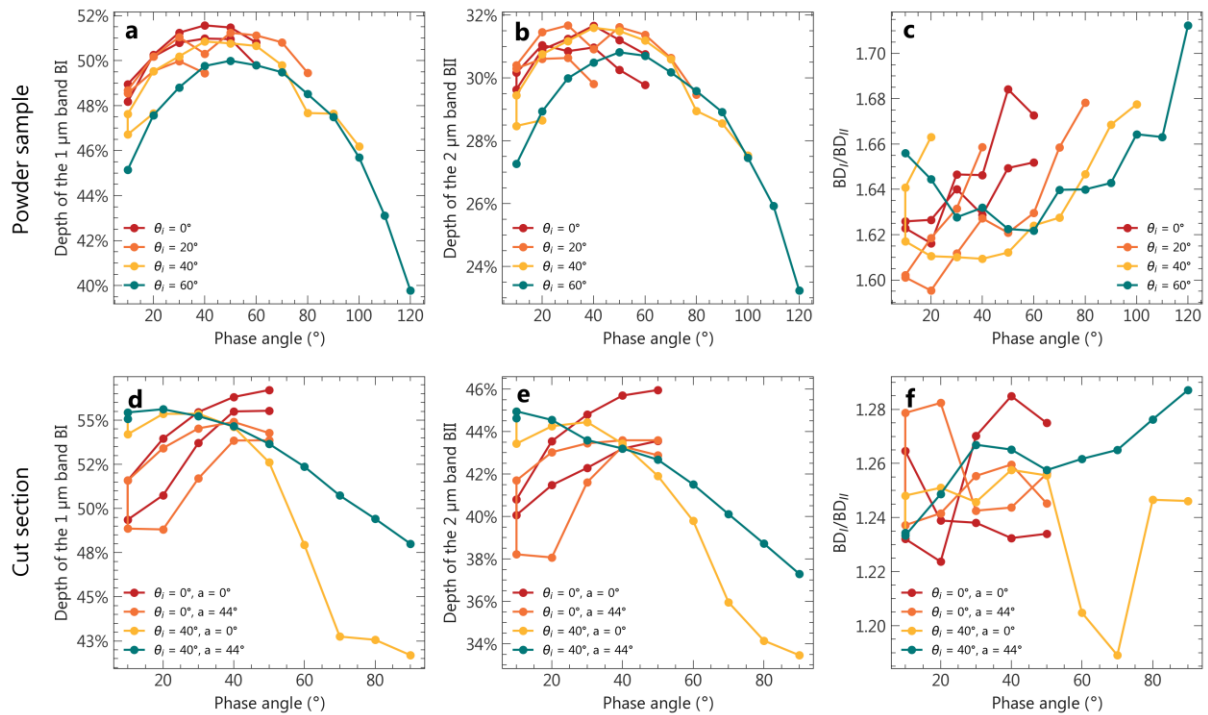 Powder sample
a
Depth of the 1 µm band BI
52%
50%
48%
46%
44%
42%
40%
θi = 0°
θi = 20°
θi = 40°
θi = 60°
20 40 60 80 100 120
Phase angle (°)
b
Depth of the 2 µm band BII
32%
30%
28%
26%
24%
θi = 0°
θi = 20°
θi = 40°
θi = 60°
20 40 60 80 100 120
Phase angle (°)
c
BDI/BDII
1.70
1.68
1.66
1.64
1.62
1.60
θi = 0°
θi = 20°
θi = 40°
θi = 60°
20 40 60 80 100 120
Phase angle (°)
Cut section
d
Depth of the 1 µm band BI
55%
52%
50%
48%
45%
43%
θi = 0°, a = 0°
θi = 0°, a = 44°
θi = 40°, a = 0°
θi = 40°, a = 44°
20 40 60 80
Phase angle (°)
e
Depth of the 2 µm band BII
46%
44%
42%
40%
38%
36%
34%
θi = 0°, a = 0°
θi = 0°, a = 44°
θi = 40°, a = 0°
θi = 40°, a = 44°
20 40 60 80
Phase angle (°)
f
BDI/BDII
1.28
1.26
1.24
1.22
1.20
θi = 0°, a = 0°
θi = 0°, a = 44°
θi = 40°, a = 0°
θi = 40°, a = 44°
20 40 60 80
Phase angle (°)